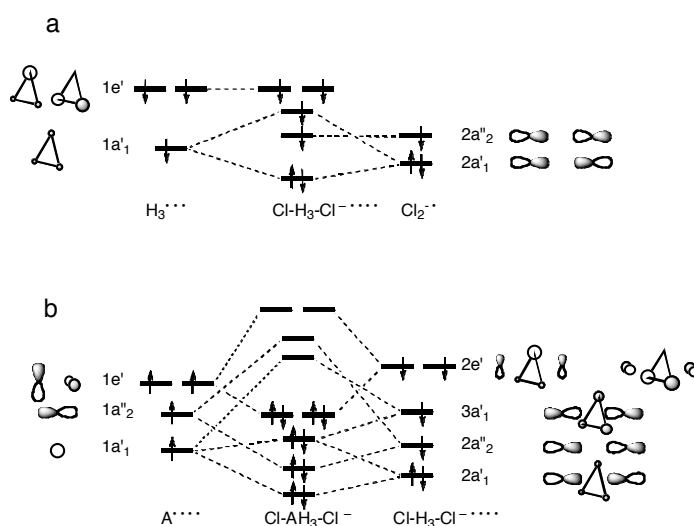 a
1e'
1a'₁ 2a"₂
2a'₁
H₃··· Cl-H₃-Cl⁻···· Cl₂⁻·
b
2e'
1e'
1a"₂ 3a'₁
1a'₁ 2a"₂
2a'₁
A···· Cl-AH₃-Cl⁻ Cl-H₃-Cl⁻····